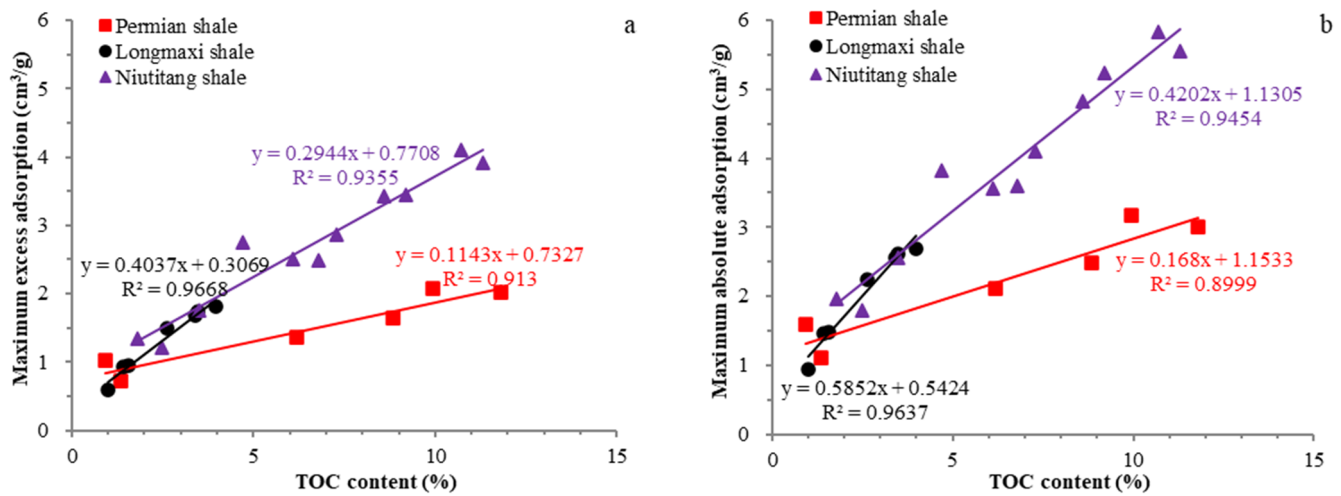 Maximum excess adsorption (cm³/g)
6
5
4
3
2
1
0
Permian shale
Longmaxi shale
Niutitang shale
a
y = 0.2944x + 0.7708
R² = 0.9355
y = 0.4037x + 0.3069
R² = 0.9668
y = 0.1143x + 0.7327
R² = 0.913
0
5
10
15
TOC content (%)
Maximum absolute adsorption (cm³/g)
6
5
4
3
2
1
0
Permian shale
Longmaxi shale
Niutitang shale
b
y = 0.4202x + 1.1305
R² = 0.9454
y = 0.168x + 1.1533
R² = 0.8999
y = 0.5852x + 0.5424
R² = 0.9637
0
5
10
15
TOC content (%)